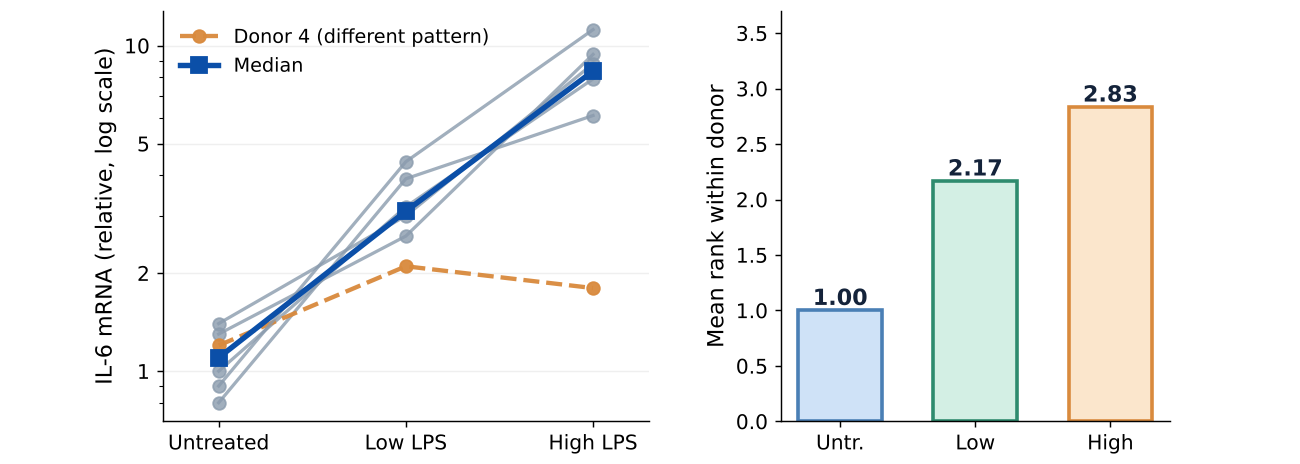 IL-6 mRNA (relative, log scale)
10
5
2
1
Donor 4 (different pattern)
Median
Untreated
Low LPS
High LPS
Mean rank within donor
3.5
3.0
2.5
2.0
1.5
1.0
0.5
0.0
1.00
2.17
2.83
Untr.
Low
High